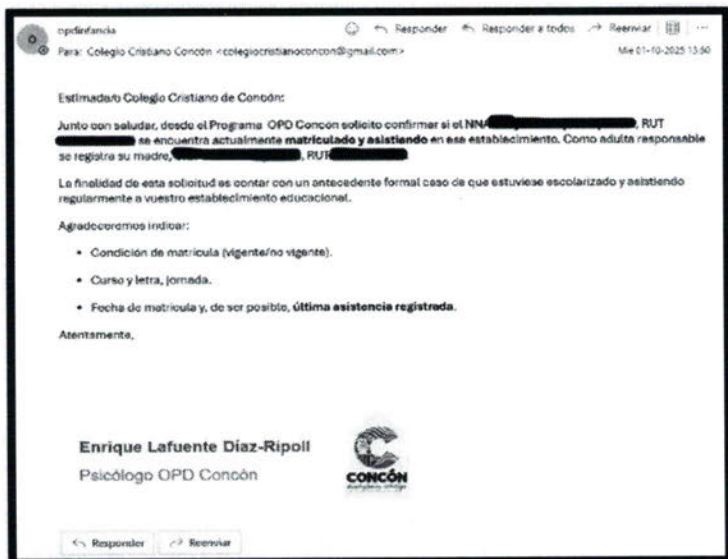 opdinfancia
Responder Responder a todos Reenviar
Para: Colegio Cristiano Concón <colegiocristianoconcon@gmail.com> Mié 01-10-2025 13:50
Estimada/o Colegio Cristiano de Concón:
Junto con saludar, desde el Programa OPD Concón solicito confirmar si el NNA , RUT
se encuentra actualmente matriculado y asistiendo en ese establecimiento. Como adulta responsable
se registra su madre, , RUT
La finalidad de esta solicitud es contar con un antecedente formal caso de que estuviese escolarizado y asistiendo
regularmente a vuestro establecimiento educacional.
Agradeceremos indicar:
• Condición de matrícula (vigente/no vigente).
• Curso y letra, jornada.
• Fecha de matrícula y, de ser posible, última asistencia registrada.
Atentamente,
Enrique Lafuente Díaz-Ripoll
Psicólogo OPD Concón
CONCÓN
Responder Reenviar